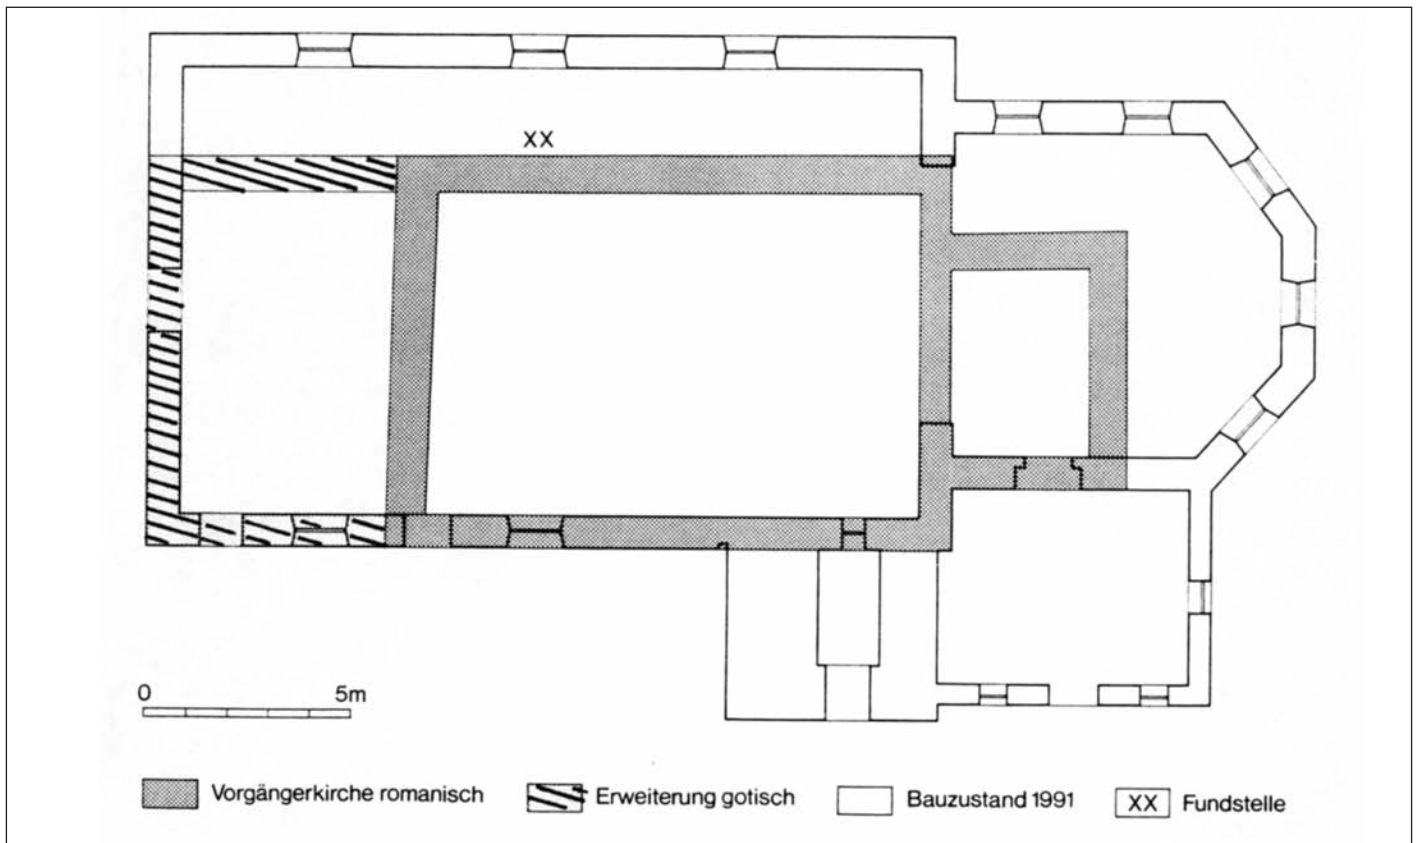 XX
0 5m
Vorgängerkirche romanisch Erweiterung gotisch Bauzustand 1991 XX Fundstelle